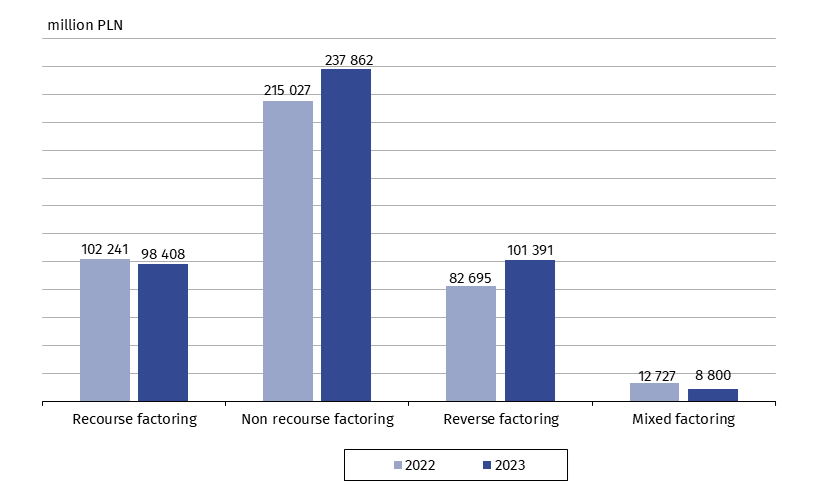 million PLN
237 862
215 027
102 241
98 408
101 391
82 695
12 727
8 800
Recourse factoring
Non recourse factoring
Reverse factoring
Mixed factoring
2022
2023